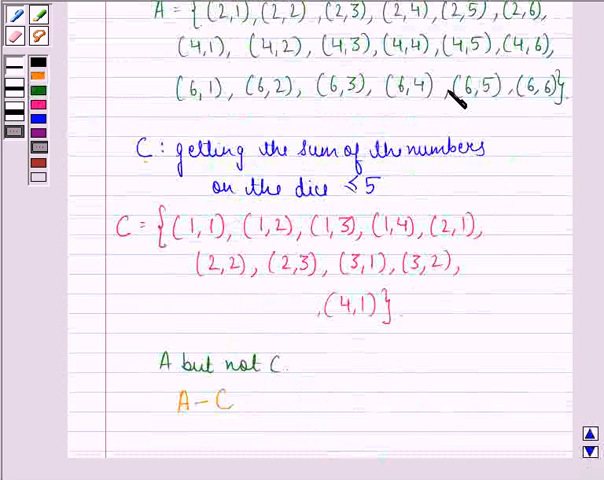 A = {(2,1),(2,2) ,(2,3) ,(2,4),(2,5),(2,6),
(4,1), (4,2), (4,3), (4,4), (4,5), (4,6),
(6,1), (6,2), (6,3), (6,4) ,(6,5) ,(6,6)}.
C : getting the sum of the numbers
on the dice ≤ 5
C = {(1,1), (1,2), (1,3), (1,4), (2,1),
(2,2), (2,3), (3,1), (3,2),
,(4,1)}.
A but not C.
A – C